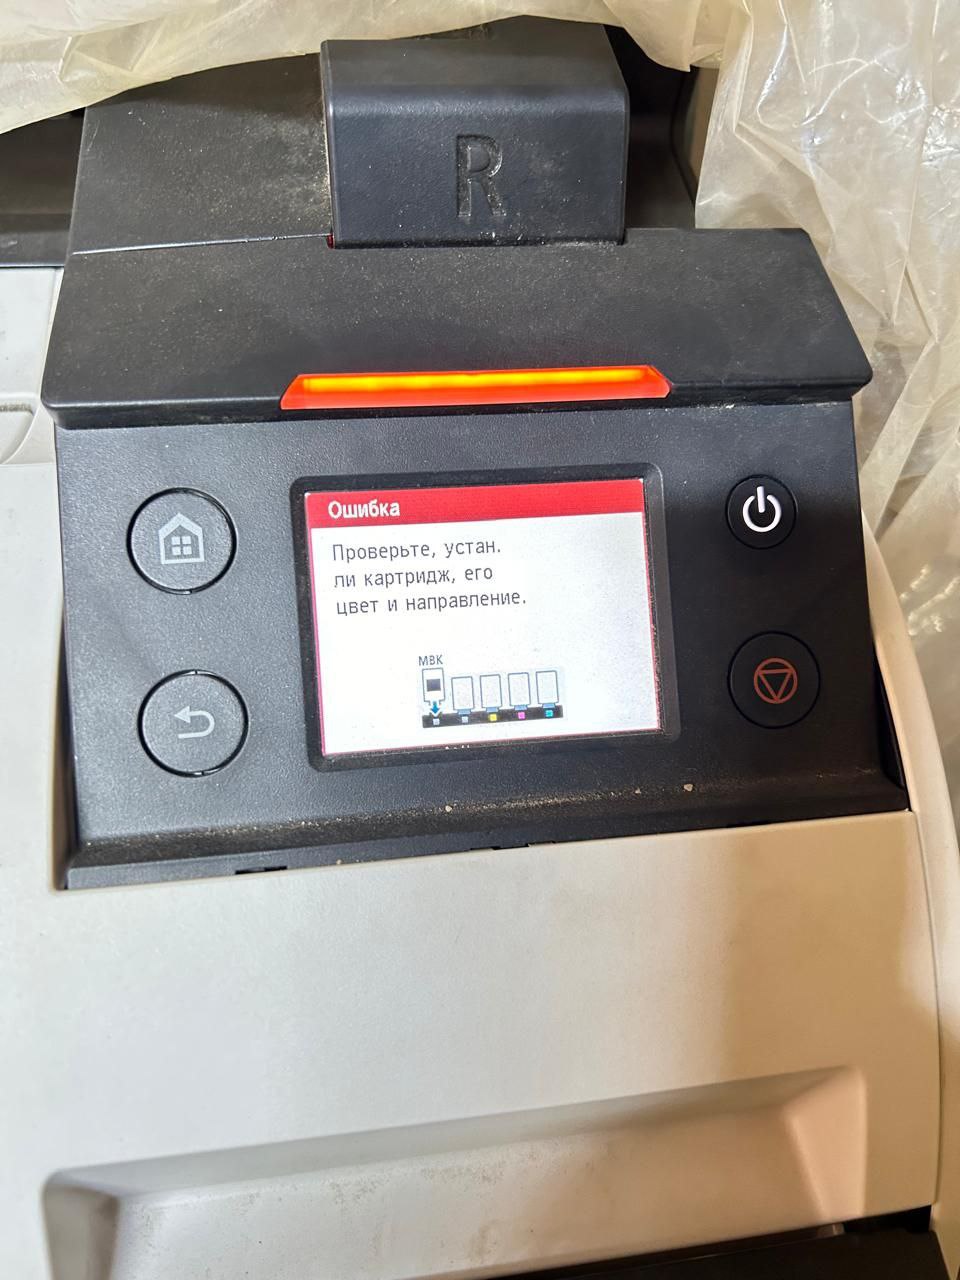 R
Ошибка
Проверьте, устан.
ли картридж, его
цвет и направление.
MBK